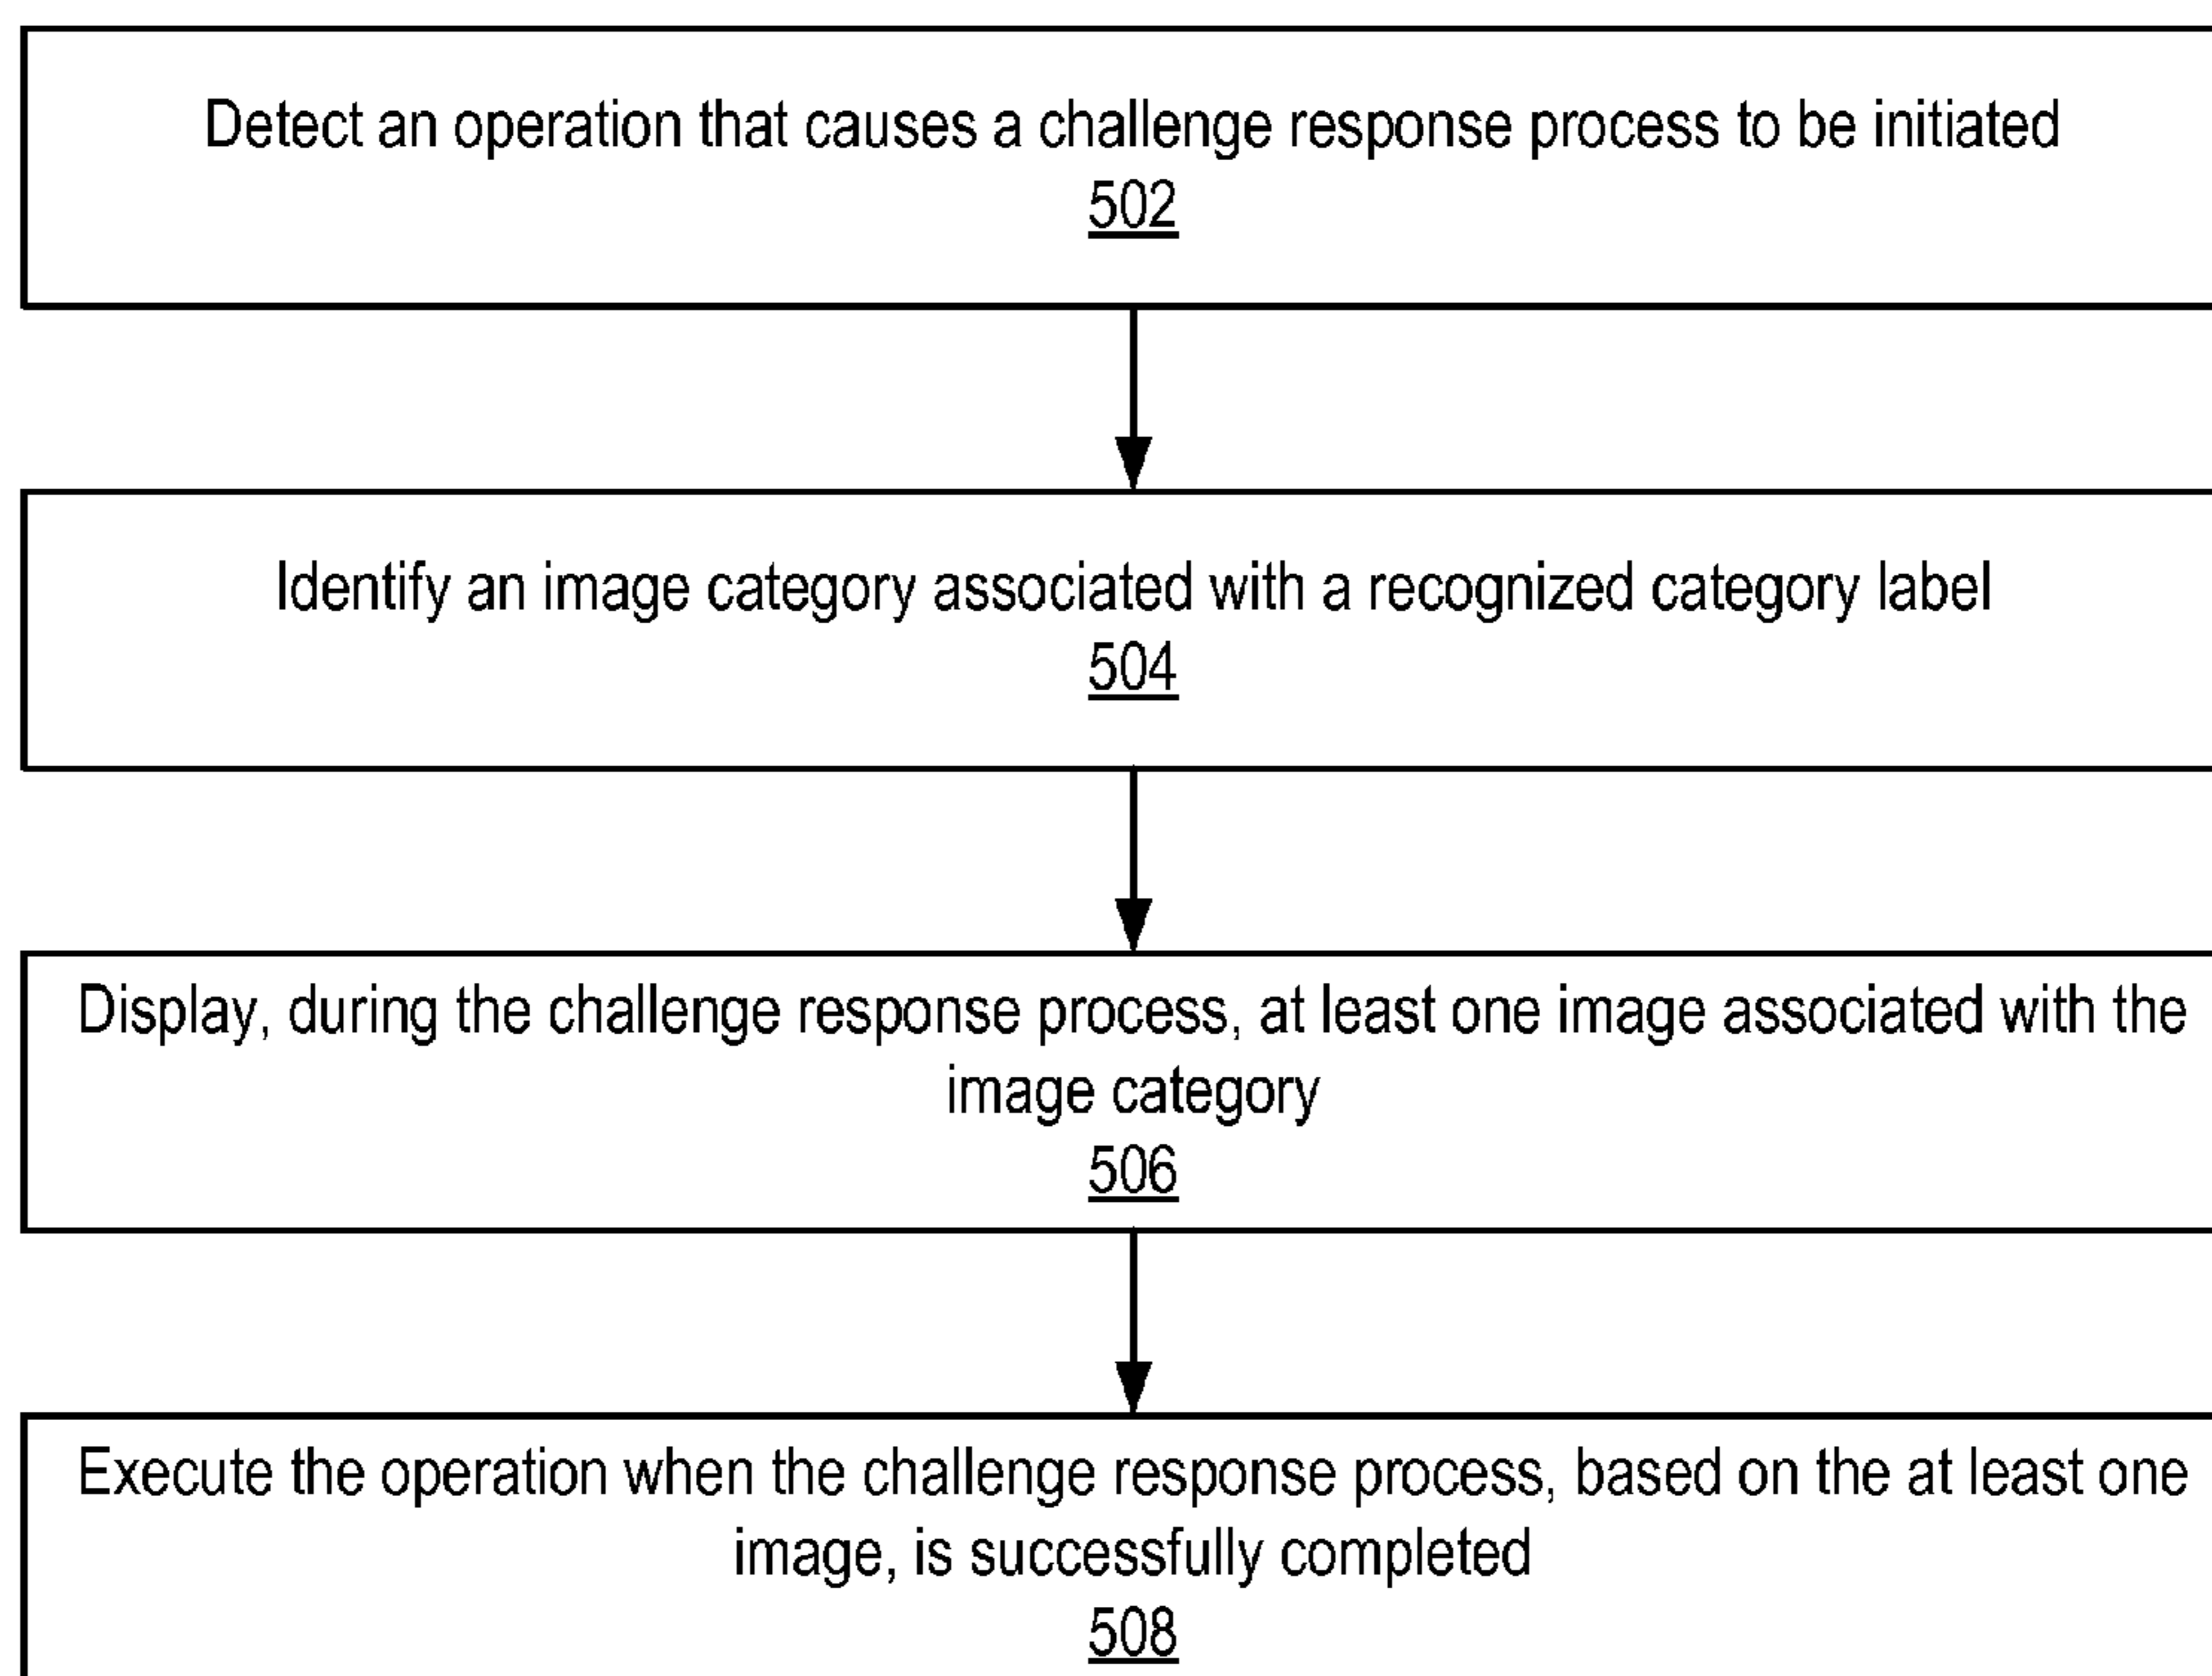 Detect an operation that causes a challenge response process to be initiated
502
Identify an image category associated with a recognized category label
504
Display, during the challenge response process, at least one image associated with the
image category
506
Execute the operation when the challenge response process, based on the at least one
image, is successfully completed
508